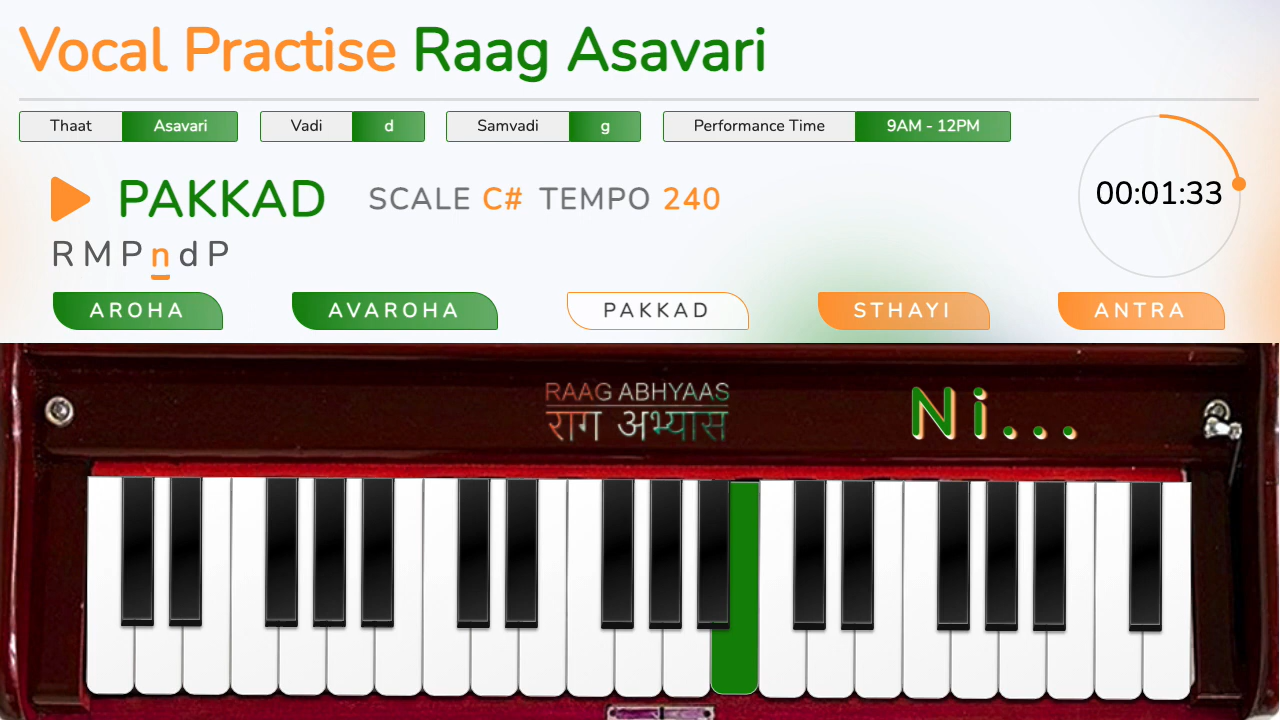 Vocal Practise Raag Asavari
Thaat Asavari Vadi d Samvadi g Performance Time 9AM - 12PM
00:01:33
PAKKAD SCALE C# TEMPO 240
R M P n d P
AROHA AVAROHA PAKKAD STHAYI ANTRA
RAAG ABHYAAS
राग अभ्यास
Ni...